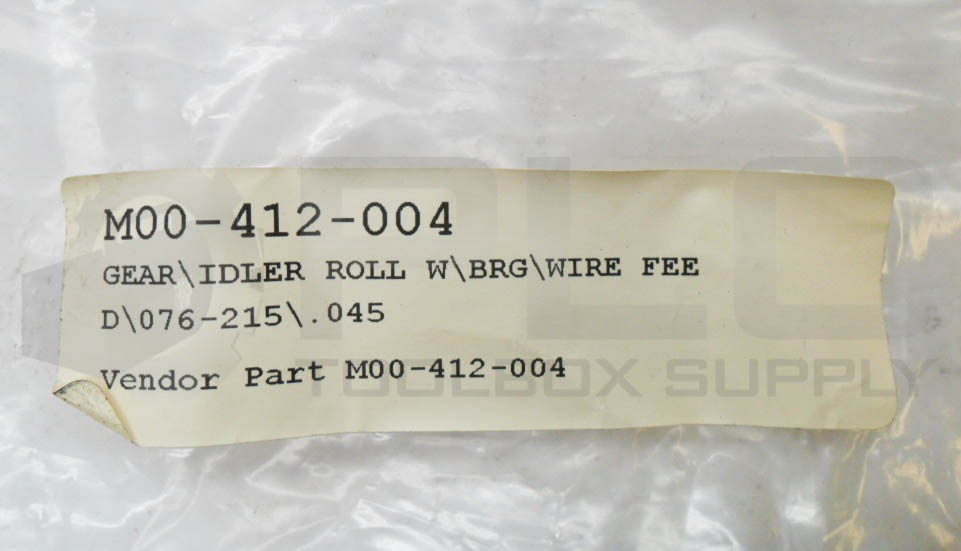 M00-412-004
GEAR\IDLER ROLL W\BRG\WIRE FEE
D\076-215\.045
Vendor Part M00-412-004
PLC
TOOLBOX SUPPLY